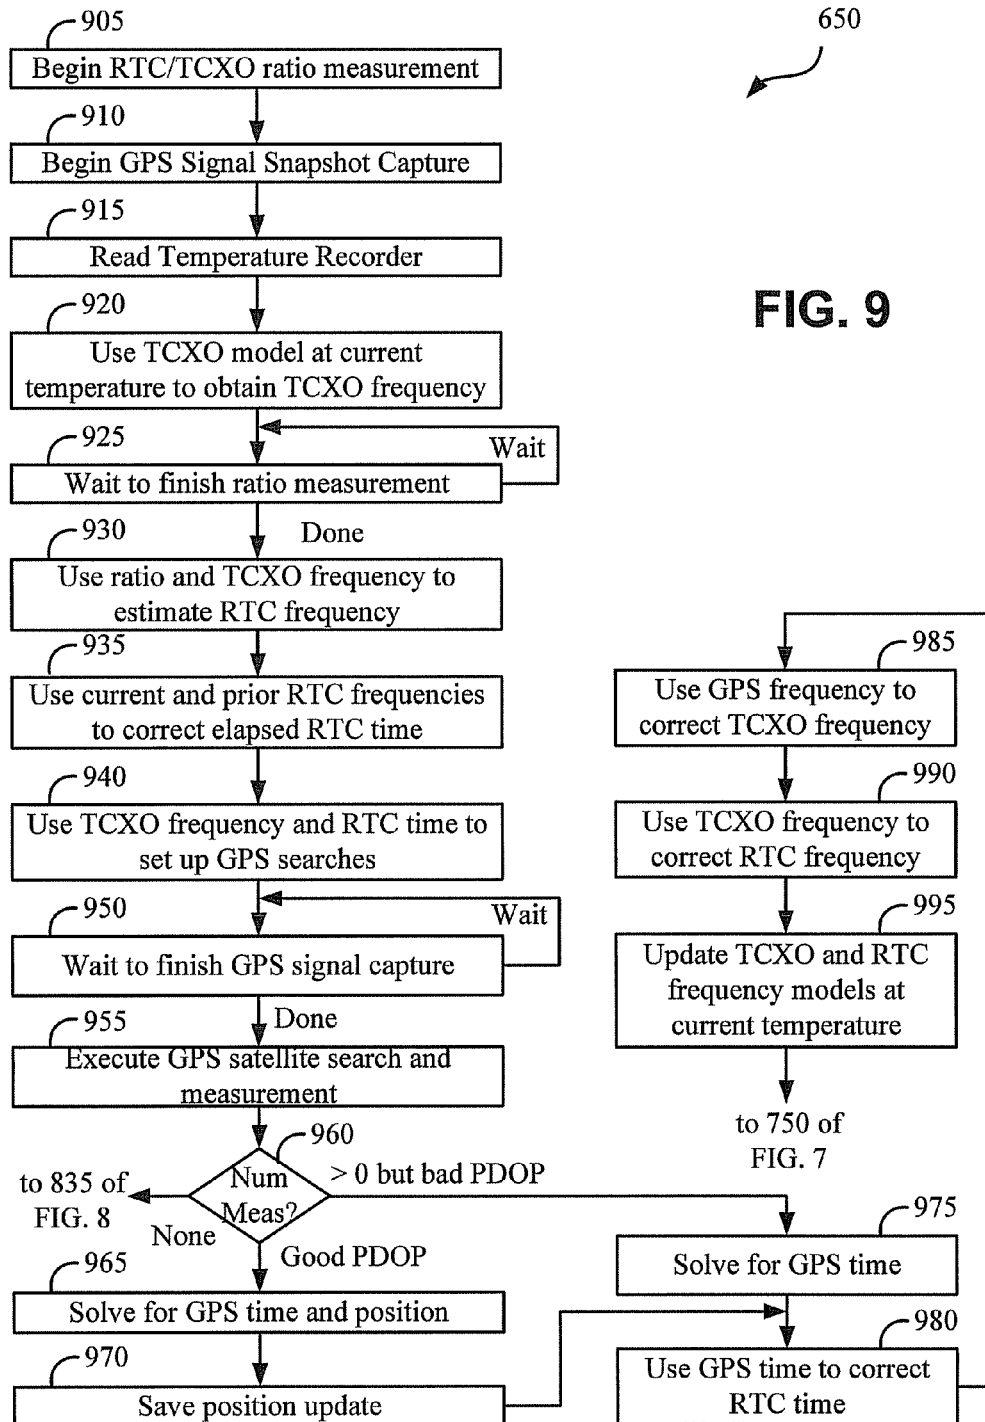 905
650
Begin RTC/TCXO ratio measurement
910
Begin GPS Signal Snapshot Capture
915
Read Temperature Recorder
FIG. 9
920
Use TCXO model at current
temperature to obtain TCXO frequency
925
Wait
Wait to finish ratio measurement
Done
930
Use ratio and TCXO frequency to
estimate RTC frequency
935
Use current and prior RTC frequencies
to correct elapsed RTC time
940
Use TCXO frequency and RTC time to
set up GPS searches
950
Wait
Wait to finish GPS signal capture
Done
955
Execute GPS satellite search and
measurement
960
Num
Meas?
> 0 but bad PDOP
to 835 of
FIG. 8
None
Good PDOP
965
Solve for GPS time and position
970
Save position update
975
Solve for GPS time
980
Use GPS time to correct
RTC time
985
Use GPS frequency to
correct TCXO frequency
990
Use TCXO frequency to
correct RTC frequency
995
Update TCXO and RTC
frequency models at
current temperature
to 750 of
FIG. 7